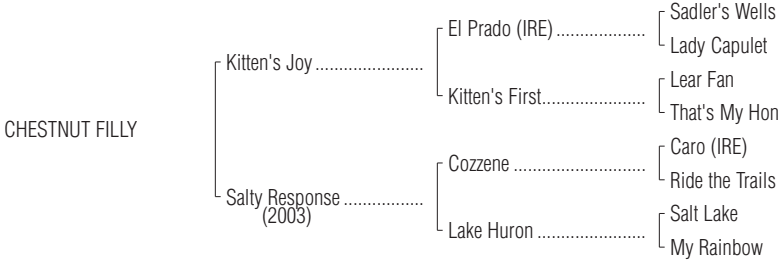 Sadler's Wells
El Prado (IRE) ......................
Lady Capulet
Kitten's Joy .......................
Lear Fan
Kitten's First......................
That's My Hon
CHESTNUT FILLY
Caro (IRE)
Cozzene ............................
Ride the Trails
Salty Response .................
(2003)
Salt Lake
Lake Huron .......................
My Rainbow